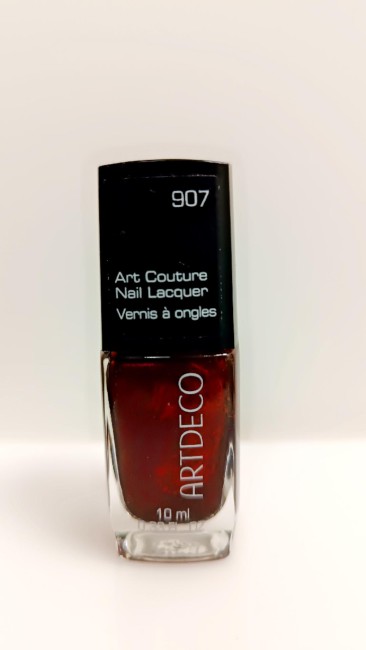 907
Art Couture
Nail Lacquer
Vernis à ongles
ARTDECO
10 ml